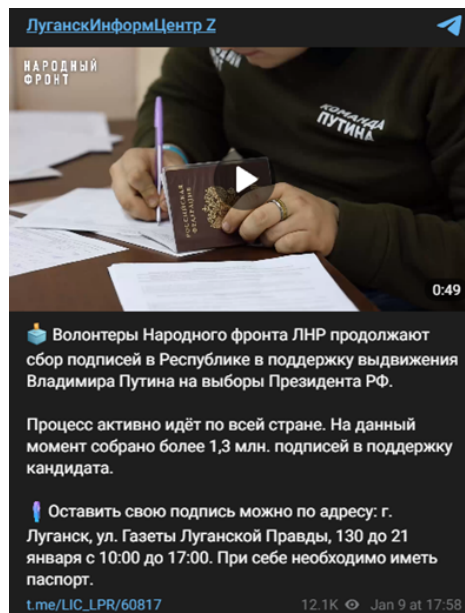 ЛуганскИнформЦентр Z
НАРОДНЫЙ
ФРОНТ
КОМАНДА
ПУТИНА
РОССИЙСКАЯ
ФЕДЕРАЦИЯ
0:49
Волонтеры Народного фронта ЛНР продолжают
сбор подписей в Республике в поддержку выдвижения
Владимира Путина на выборы Президента РФ.
Процесс активно идёт по всей стране. На данный
момент собрано более 1,3 млн. подписей в поддержку
кандидата.
Оставить свою подпись можно по адресу: г.
Луганск, ул. Газеты Луганской Правды, 130 до 21
января с 10:00 до 17:00. При себе необходимо иметь
паспорт.
t.me/LIC_LPR/60817 12.1K Jan 9 at 17:58